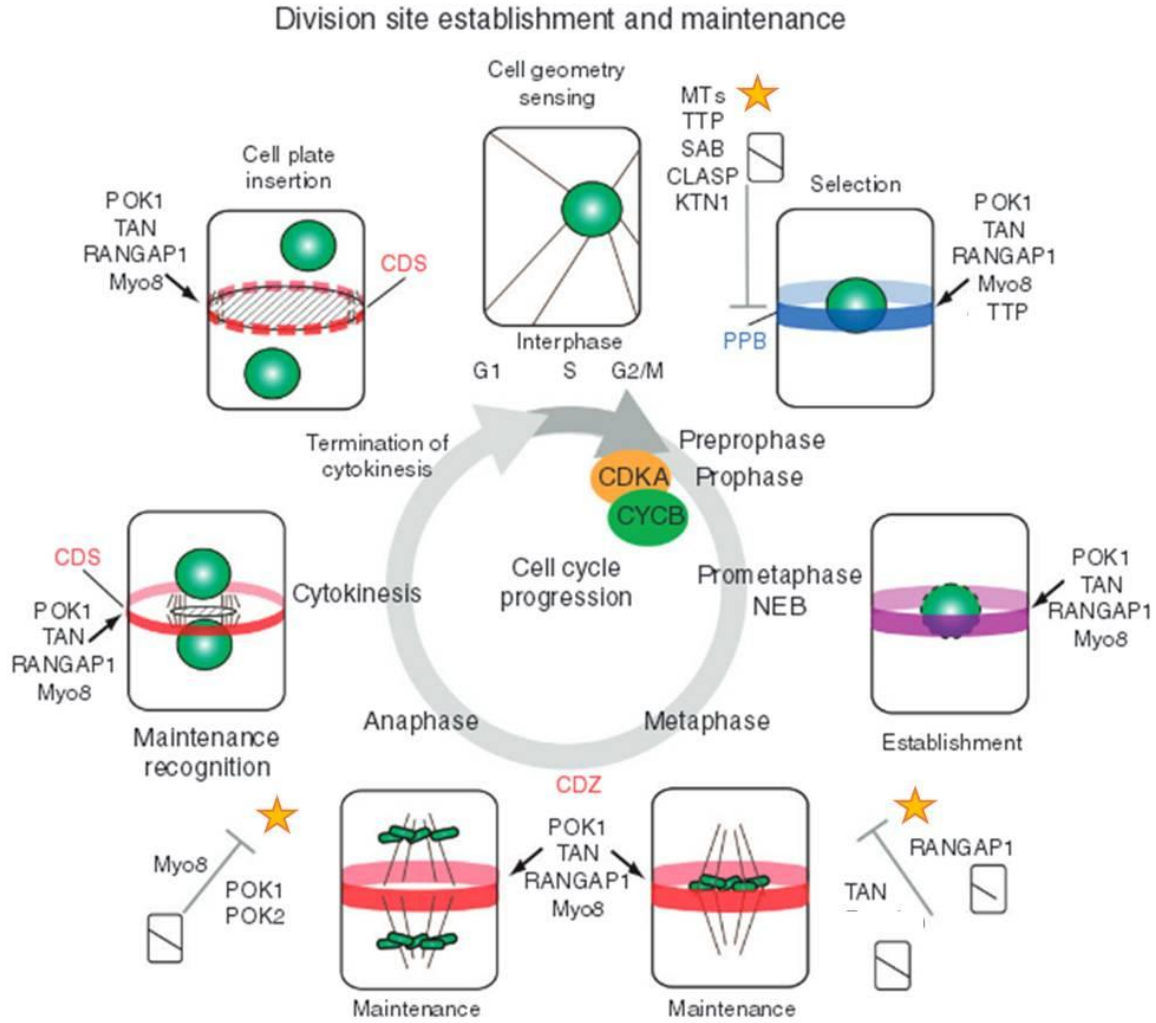 Division site establishment and maintenance
Cell geometry
sensing
MTs
TTP
SAB
CLASP
KTN1
Selection
POK1
TAN
RANGAP1
Myo8
TTP
PPB
Cell plate
insertion
POK1
TAN
RANGAP1
Myo8
CDS
Interphase
G1 S G2/M
Termination of
cytokinesis
Preprophase
Prophase
CDKA
CYCB
Cell cycle
progression
Prometaphase
NEB
POK1
TAN
RANGAP1
Myo8
Establishment
CDS
POK1
TAN
RANGAP1
Myo8
Cytokinesis
Maintenance
recognition
Anaphase
Metaphase
CDZ
POK1
TAN
RANGAP1
Myo8
Myo8
POK1
POK2
RANGAP1
TAN
Maintenance
Maintenance